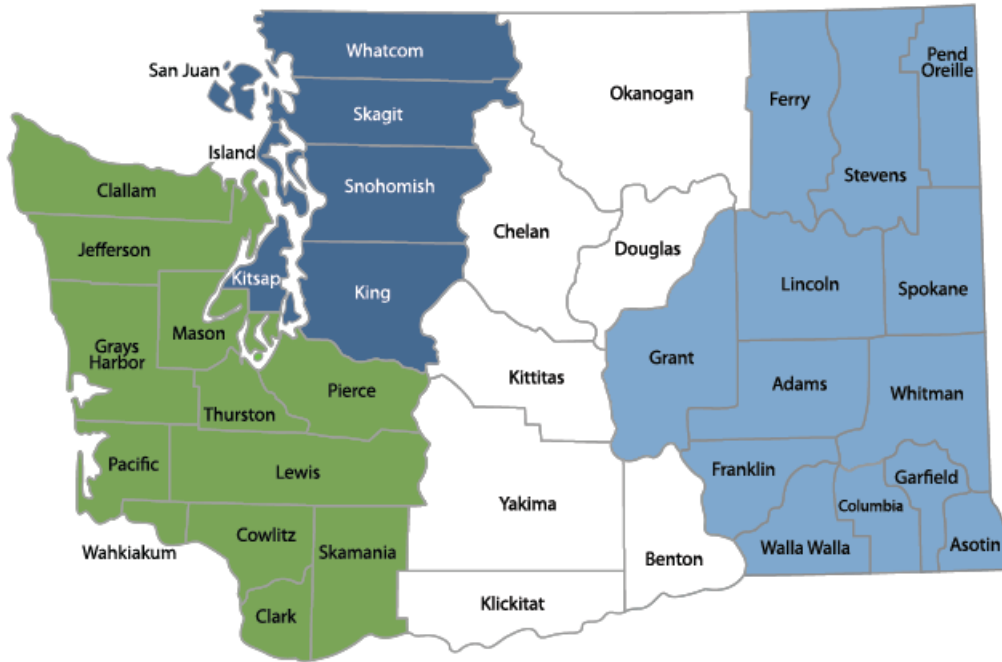 Whatcom
San Juan
Pend
Oreille
Okanogan
Ferry
Skagit
Island
Stevens
Snohomish
Clallam
Chelan
Douglas
Jefferson
Kitsap
King
Lincoln
Spokane
Mason
Grays
Harbor
Grant
Kittitas
Pierce
Adams
Whitman
Thurston
Pacific
Lewis
Franklin
Garfield
Yakima
Columbia
Cowlitz
Wahkiakum
Skamania
Benton
Walla Walla
Asotin
Klickitat
Clark